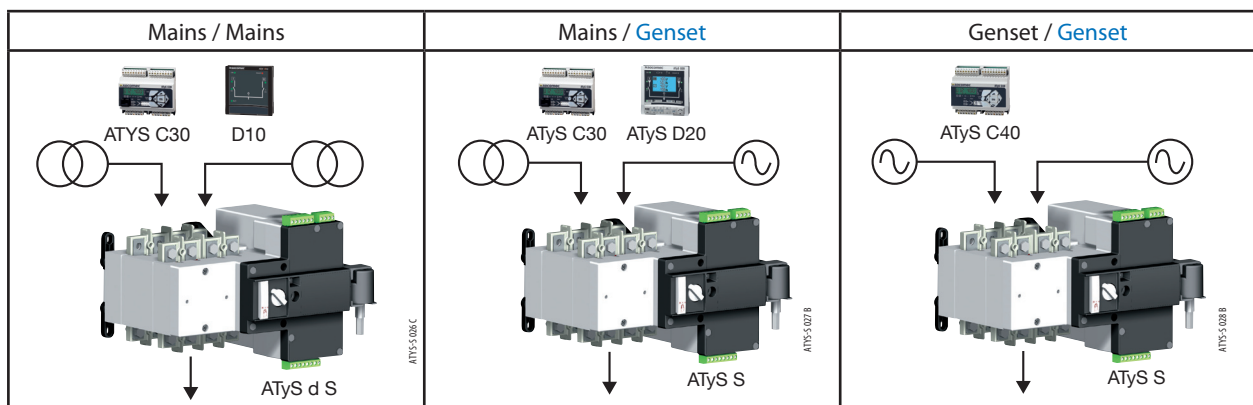 Mains / Mains
Mains / Genset
Genset / Genset
ATYS C30
D10
ATyS d S
ATYS-S 026 C
ATyS C30
ATyS D20
ATyS S
ATYS-S 027 B
ATyS C40
ATyS S
ATYS-S 028 B